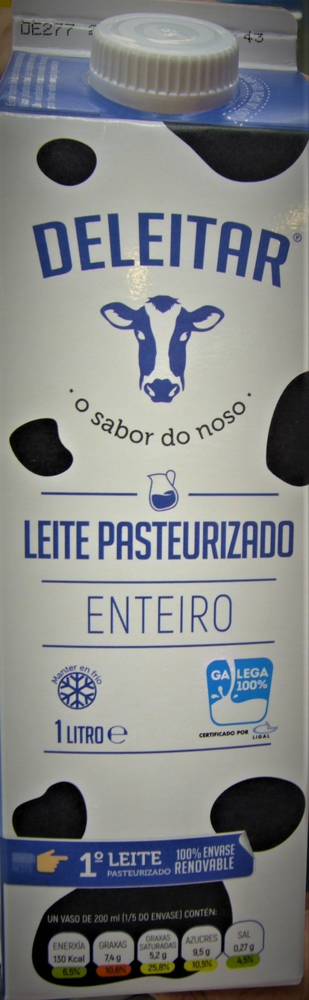 DE277
43
DELEITAR
o sabor do noso
LEITE PASTEURIZADO
ENTEIRO
Manter en frío
1 LITRO e
GALEGA
100%
CERTIFICADO POR
LIGAL
1º LEITE
PASTEURIZADO
100% ENVASE
RENOVABLE
UN VASO DE 200 ml (1/5 DO ENVASE) CONTÉN:
ENERXÍA
130 Kcal
6,5%
GRAXAS
7,4 g
10,6%
GRAXAS
SATURADAS
5,2 g
25,8%
AZUCRES
9,5 g
10,5%
SAL
0,27 g
4,5%